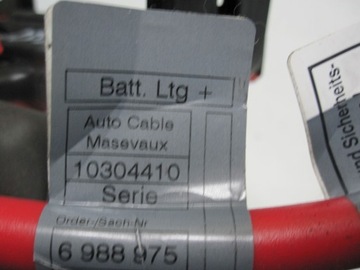 Batt. Ltg +
Auto Cable
Masevaux
10304410
Serie
Order-/Sach-Nr
6 988 975
und Sicherheits-